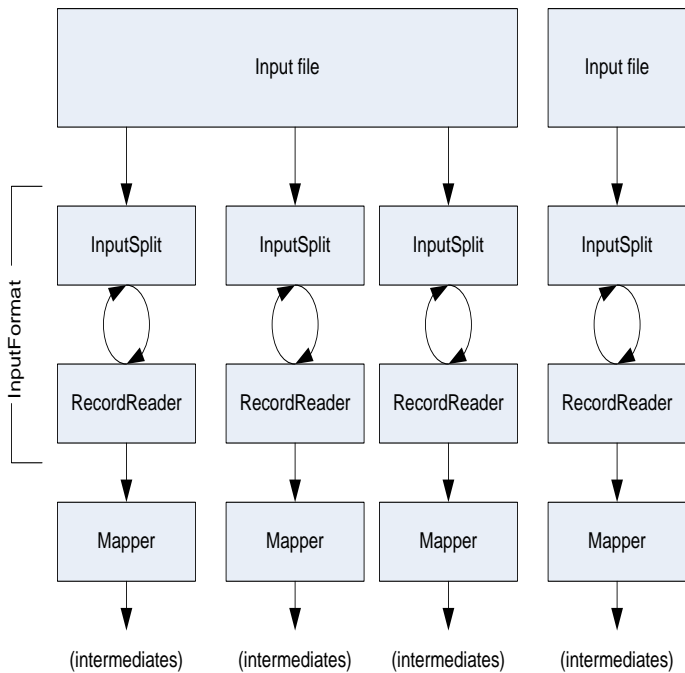 Input file
Input file
InputSplit
InputSplit
InputSplit
InputSplit
InputFormat
RecordReader
RecordReader
RecordReader
RecordReader
Mapper
Mapper
Mapper
Mapper
(intermediates)
(intermediates)
(intermediates)
(intermediates)